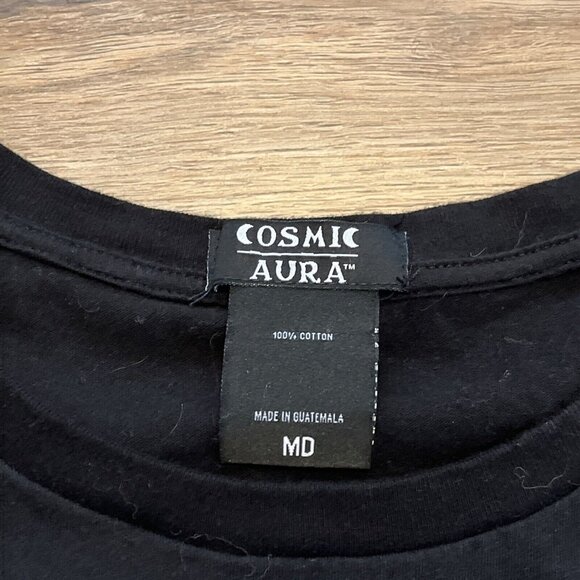 COSMIC
AURA™
100% COTTON
MADE IN GUATEMALA
MD